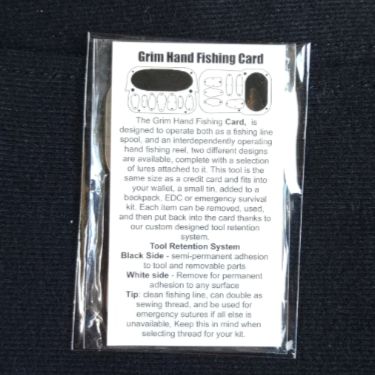 Grim Hand Fishing Card
The Grim Hand Fishing Card, is
designed to operate both as a fishing line
spool, and an interdependently operating
hand fishing reel, two different designs
are available, complete with a selection
of lures attached to it. This tool is the
same size as a credit card and fits into
your wallet, a small tin, added to a
backpack, EDC or emergency survival
kit. Each item can be removed, used,
and then put back into the card thanks to
our custom designed tool retention
system.
Tool Retention System
Black Side - semi-permanent adhesion
to tool and removable parts
White side - Remove for permanent
adhesion to any surface
Tip: clean fishing line, can double as
sewing thread, and be used for
emergency sutures if all else is
unavailable, Keep this in mind when
selecting thread for your kit.